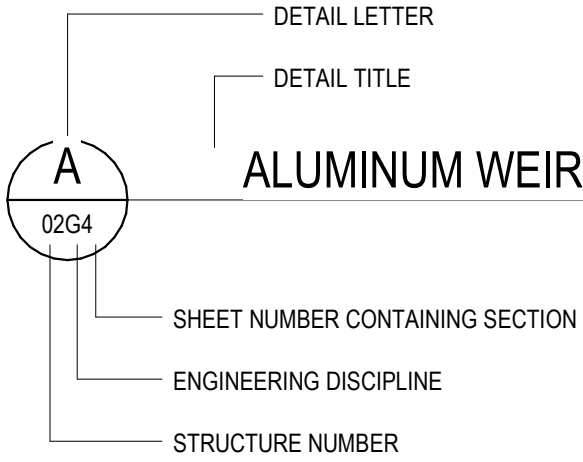 DETAIL LETTER
DETAIL TITLE
A
ALUMINUM WEIR
02G4
SHEET NUMBER CONTAINING SECTION
ENGINEERING DISCIPLINE
STRUCTURE NUMBER